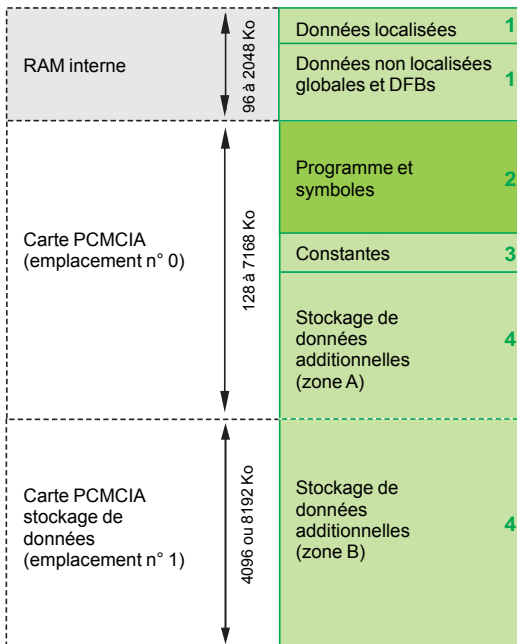 RAM interne
96 à 2048 Ko
Données localisées 1
Données non localisées
globales et DFBs 1
Carte PCMCIA
(emplacement n° 0)
128 à 7168 Ko
Programme et
symboles 2
Constantes 3
Stockage de
données
additionnelles
(zone A) 4
Carte PCMCIA
stockage de
données
(emplacement n° 1)
4096 ou 8192 Ko
Stockage de
données
additionnelles
(zone B) 4